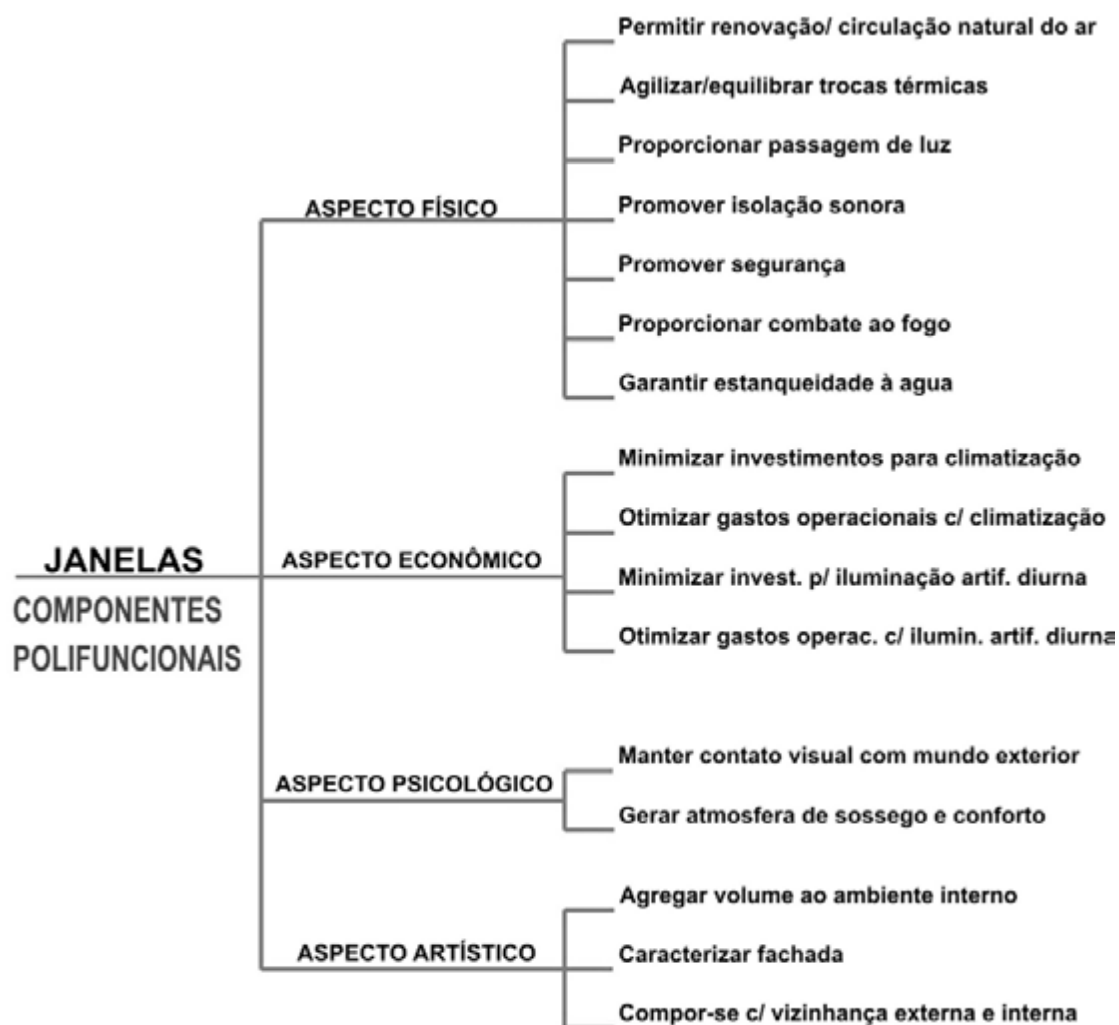 Permitir renovação/ circulação natural do ar
Agilizar/equilibrar trocas térmicas
Proporcionar passagem de luz
ASPECTO FÍSICO
Promover isolação sonora
Promover segurança
Proporcionar combate ao fogo
Garantir estanqueidade à agua
Minimizar investimentos para climatização
Otimizar gastos operacionais c/ climatização
JANELAS
COMPONENTES
POLIFUNCIONAIS
ASPECTO ECONÔMICO
Minimizar invest. p/ iluminação artif. diurna
Otimizar gastos operac. c/ ilumin. artif. diurna
Manter contato visual com mundo exterior
ASPECTO PSICOLÓGICO
Gerar atmosfera de sossego e conforto
Agregar volume ao ambiente interno
ASPECTO ARTÍSTICO
Caracterizar fachada
Compor-se c/ vizinhança externa e interna